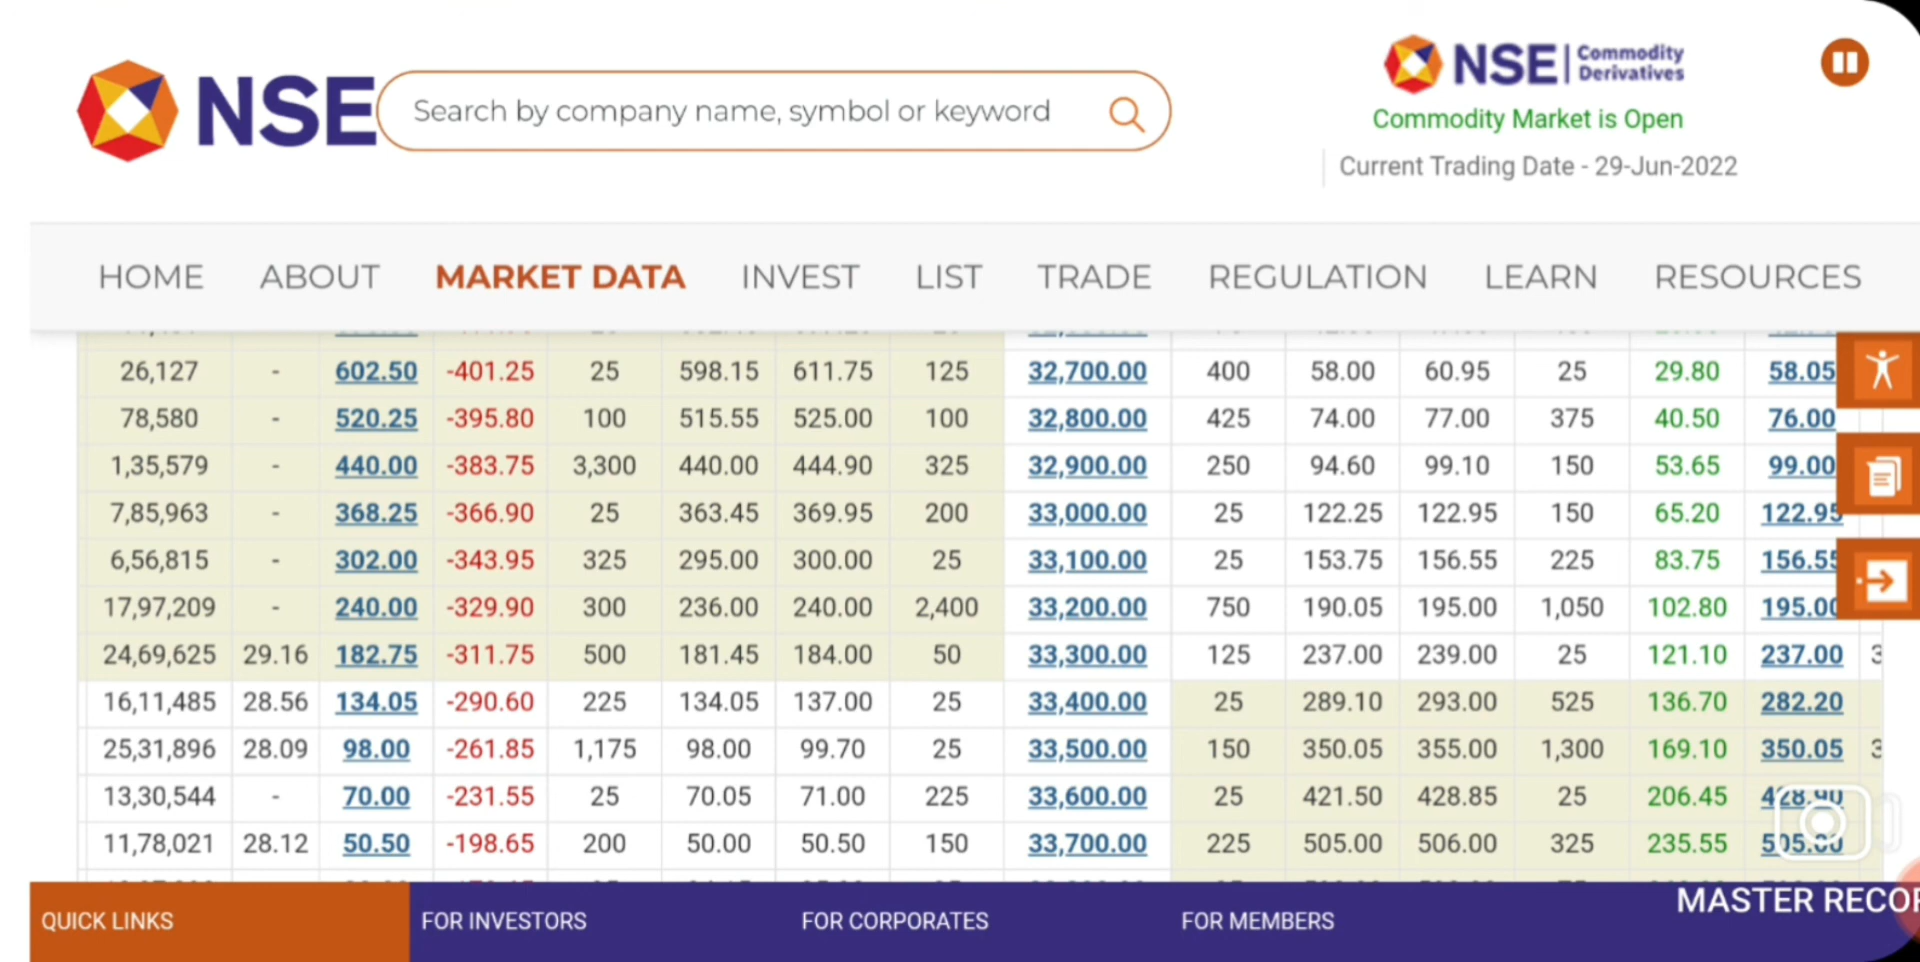 NSE
Search by company name, symbol or keyword
NSE | Commodity Derivatives
Commodity Market is Open
Current Trading Date - 29-Jun-2022
HOME ABOUT MARKET DATA INVEST LIST TRADE REGULATION LEARN RESOURCES
26,127 - 602.50 -401.25 25 598.15 611.75 125 32,700.00 400 58.00 60.95 25 29.80 58.05
78,580 - 520.25 -395.80 100 515.55 525.00 100 32,800.00 425 74.00 77.00 375 40.50 76.00
1,35,579 - 440.00 -383.75 3,300 440.00 444.90 325 32,900.00 250 94.60 99.10 150 53.65 99.00
7,85,963 - 368.25 -366.90 25 363.45 369.95 200 33,000.00 25 122.25 122.95 150 65.20 122.95
6,56,815 - 302.00 -343.95 325 295.00 300.00 25 33,100.00 25 153.75 156.55 225 83.75 156.55
17,97,209 - 240.00 -329.90 300 236.00 240.00 2,400 33,200.00 750 190.05 195.00 1,050 102.80 195.00
24,69,625 29.16 182.75 -311.75 500 181.45 184.00 50 33,300.00 125 237.00 239.00 25 121.10 237.00 3
16,11,485 28.56 134.05 -290.60 225 134.05 137.00 25 33,400.00 25 289.10 293.00 525 136.70 282.20
25,31,896 28.09 98.00 -261.85 1,175 98.00 99.70 25 33,500.00 150 350.05 355.00 1,300 169.10 350.05 3
13,30,544 - 70.00 -231.55 25 70.05 71.00 225 33,600.00 25 421.50 428.85 25 206.45 428.90
11,78,021 28.12 50.50 -198.65 200 50.00 50.50 150 33,700.00 225 505.00 506.00 325 235.55 505.00
MASTER RECOR
QUICK LINKS FOR INVESTORS FOR CORPORATES FOR MEMBERS